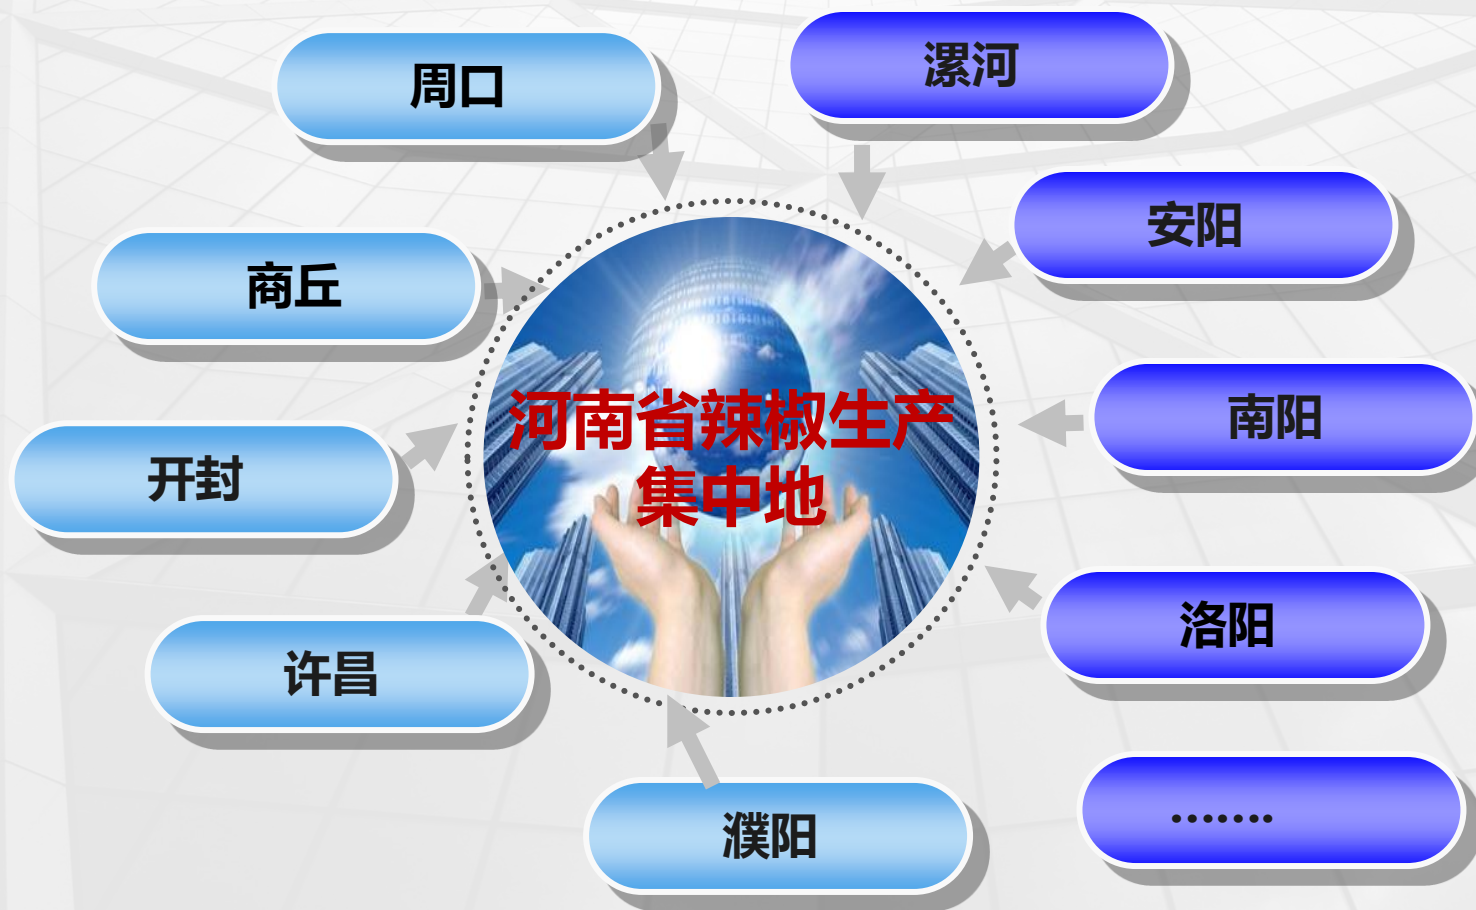 周口
漯河
安阳
商丘
南阳
河南省辣椒生产
集中地
开封
洛阳
许昌
濮阳
.......